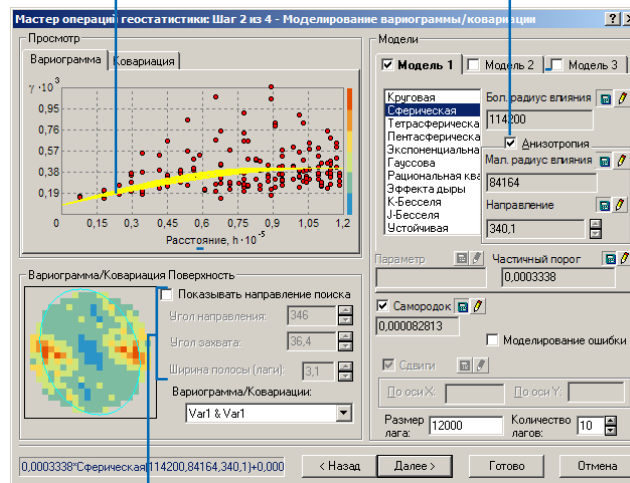 Мастер операций геостатистики: Шаг 2 из 4 - Моделирование вариограммы/ковариации
Просмотр
Вариограмма
Ковариация
γ·10³
0,95
0,76
0,57
0,38
0,19
0 0,15 0,3 0,45 0,6 0,75 0,9 1,05 1,2
Расстояние, h·10⁻⁵
Вариограмма/Ковариация Поверхность
Показывать направление поиска
Угол направления: 346
Угол захвата: 36,4
Ширина полосы (лаги): 3,1
Вариограмма/Ковариации:
Var1 & Var1
Модели
Модель 1 Модель 2 Модель 3
Круговая
Сферическая
Тетрасферическа
Пентасферическа
Экспоненциальна
Гауссова
Рациональная ква
Эффекта дыры
К-Бесселя
J-Бесселя
Устойчивая
Бол. радиус влияния
114200
Анизотропия
Мал. радиус влияния
84164
Направление
340,1
Параметр
Частичный порог
0,0003338
Самородок
0,000082813
Моделирование ошибки
Сдвиги
По оси X:
По оси Y:
Размер лага: 12000
Количество лагов: 10
0,0003338*Сферическая(114200,84164,340,1)+0,000
< Назад
Далее >
Готово
Отмена